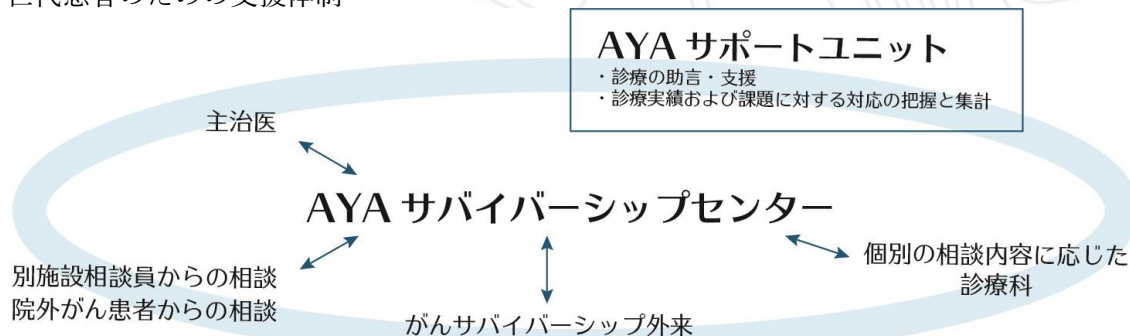 世代患者のための支援体制
AYA サポートユニット
・診療の助言・支援
・診療実績および課題に対する対応の把握と集計
主治医
AYA サバイバーシップセンター
別施設相談員からの相談
院外がん患者からの相談
個別の相談内容に応じた
診療科
がんサバイバーシップ外来